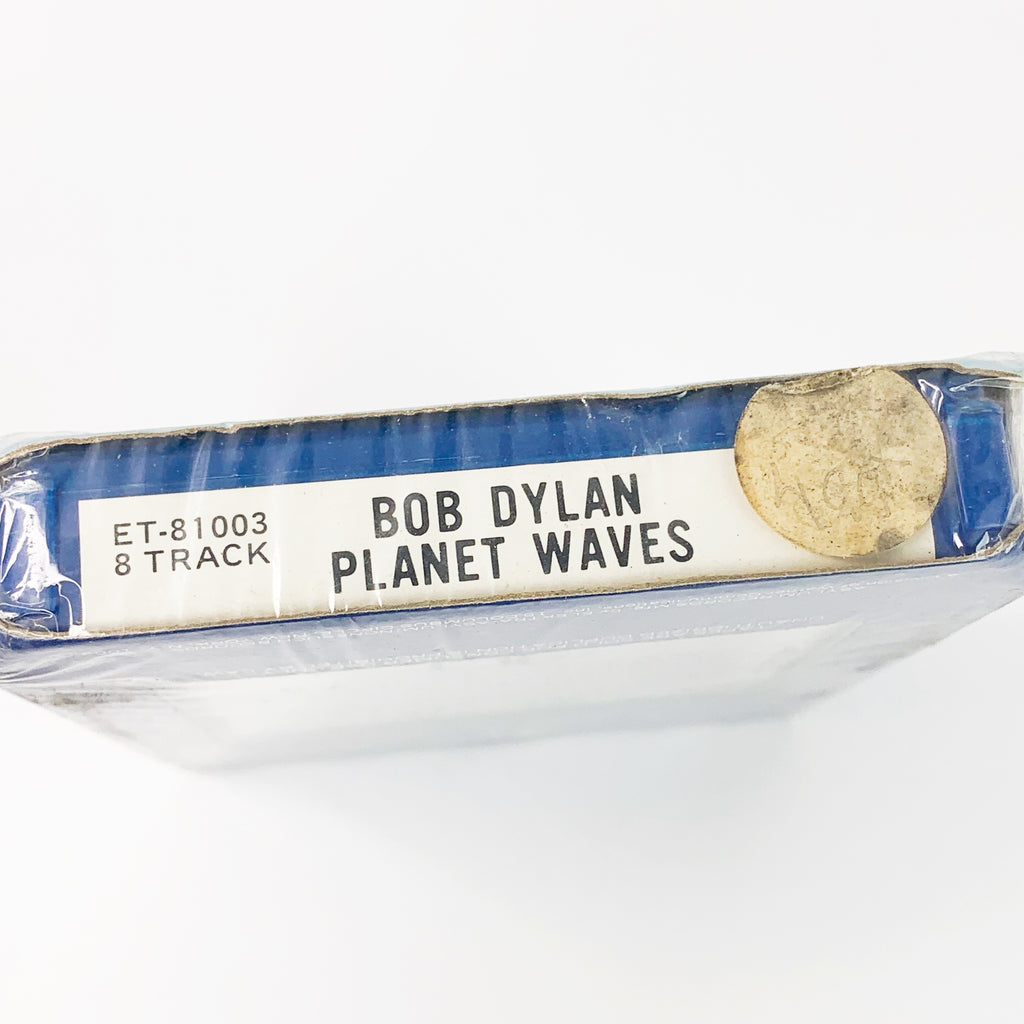 ET-81003
8 TRACK
BOB DYLAN
PLANET WAVES